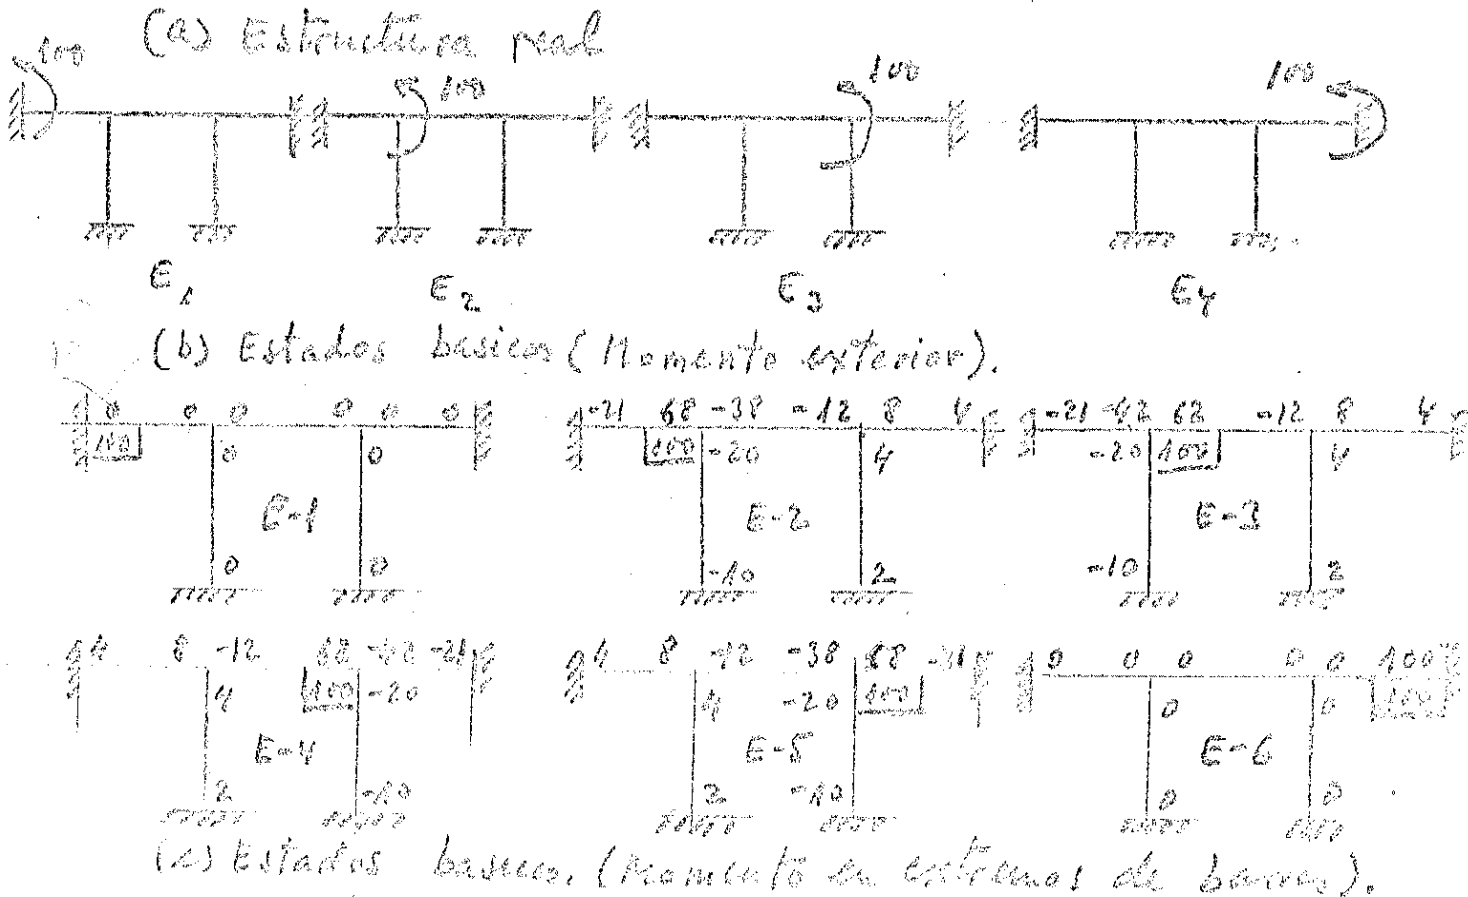 (a) Estructura real
100 100 100 100
E1 E2 E3 E4
(b) Estados basicos (Momento exterior).
0 0 0 0 0 0 0 -21 68 -38 -12 8 4 -21 -42 62 -12 8 4
100 0 0 100 -20 4 -20 100 4
E-1 E-2 E-3
0 0 -10 2 -10 2
4 8 -12 62 -42 -21 4 8 -12 -38 68 0 0 0 0 0 100
4 100 -20 4 -20 100 0 0 100
E-4 E-5 E-6
2 -10 2 -10 0 0
(c) Estados basicos. (Momento en extremos de barras).